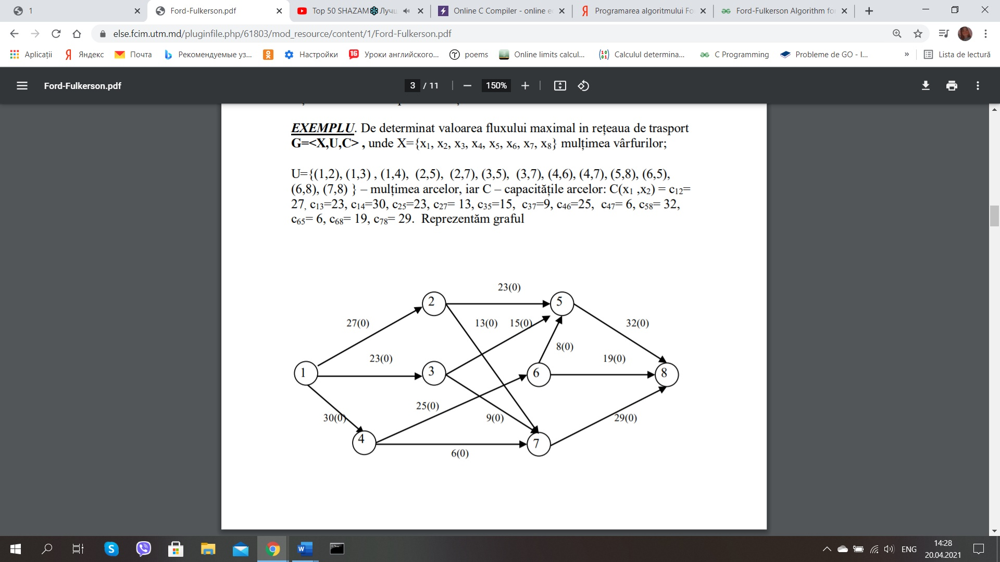 1
Ford-Fulkerson.pdf
Top 50 SHAZAM❄Лучш
Online C Compiler - online e
Programarea algoritmului Fo
Ford-Fulkerson Algorithm fo
else.fcim.utm.md/pluginfile.php/61803/mod_resource/content/1/Ford-Fulkerson.pdf
Aplicații
Яндекс
Почта
Рекомендуемые уз...
Настройки
16
Уроки английского...
poems
Online limits calcul...
Calculul determina...
C Programming
Probleme de GO - I...
»
Lista de lectură
Ford-Fulkerson.pdf
3 / 11
150%
EXEMPLU. De determinat valoarea fluxului maximal in rețeaua de trasport
G=<X,U,C> , unde X={x₁, x₂, x₃, x₄, x₅, x₆, x₇, x₈} mulțimea vârfurilor;
U={(1,2), (1,3) , (1,4), (2,5), (2,7), (3,5), (3,7), (4,6), (4,7), (5,8), (6,5),
(6,8), (7,8) } – mulțimea arcelor, iar C – capacitățile arcelor: C(x₁ ,x₂) = c₁₂=
27, c₁₃=23, c₁₄=30, c₂₅=23, c₂₇= 13, c₃₅=15, c₃₇=9, c₄₆=25, c₄₇= 6, c₅₈= 32,
c₆₅= 6, c₆₈= 19, c₇₈= 29. Reprezentăm graful
23(0)
2
5
27(0)
13(0)
15(0)
32(0)
8(0)
23(0)
19(0)
1
3
6
8
25(0)
30(0)
9(0)
29(0)
4
7
6(0)
ENG
14:28
20.04.2021